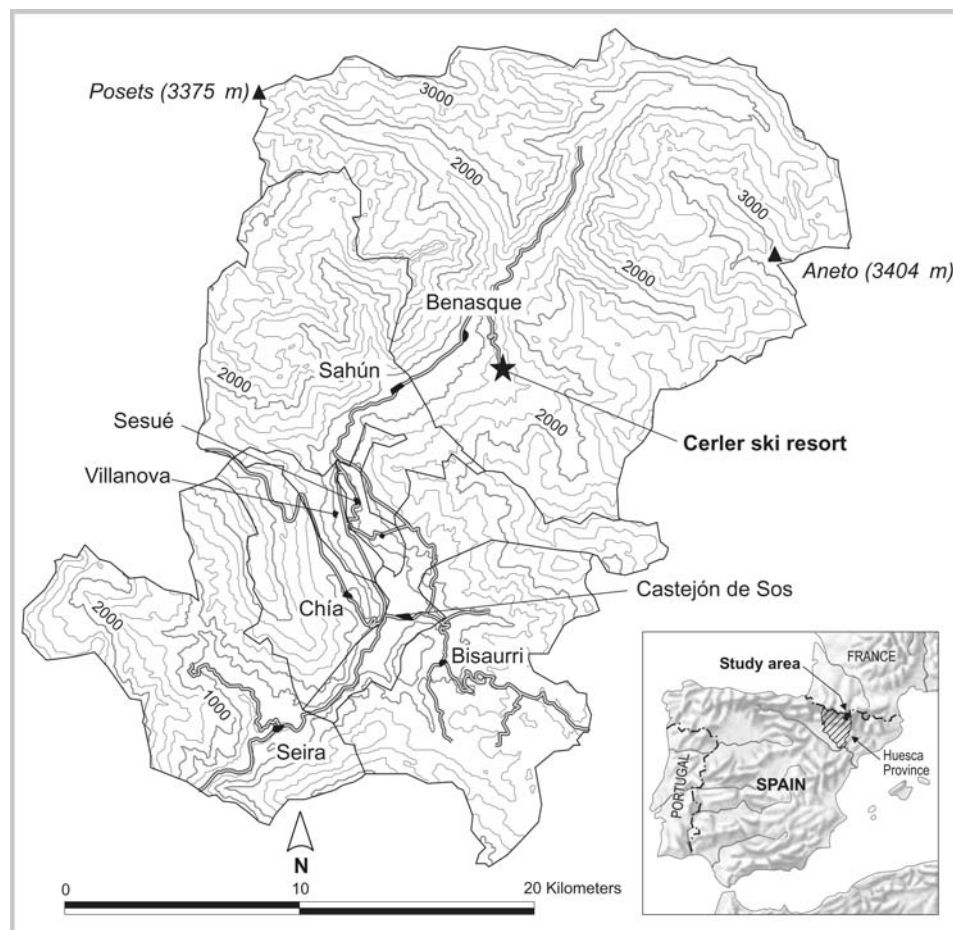 Posets (3375 m)
3000
2000
3000
2000
Aneto (3404 m)
Benasque
Sahún
2000
2000
Sesué
Cerler ski resort
Villanova
Castejón de Sos
Chía
2000
Bisaurri
1000
Seira
N
0 10 20 Kilometers
Study area
FRANCE
Huesca
Province
SPAIN
PORTUGAL